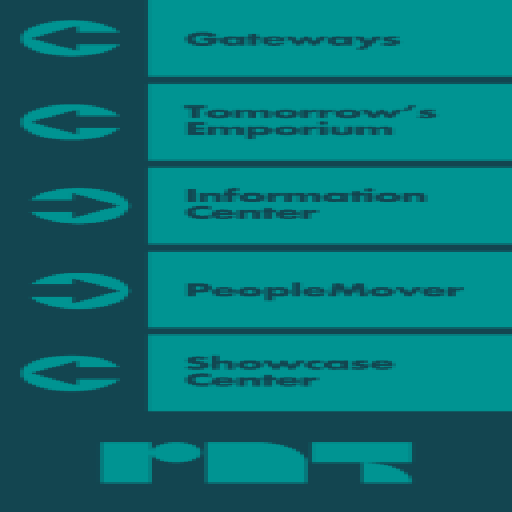 Gateways
Tomorrow's
Emporium
Information
Center
PeopleMover
Showcase
Center